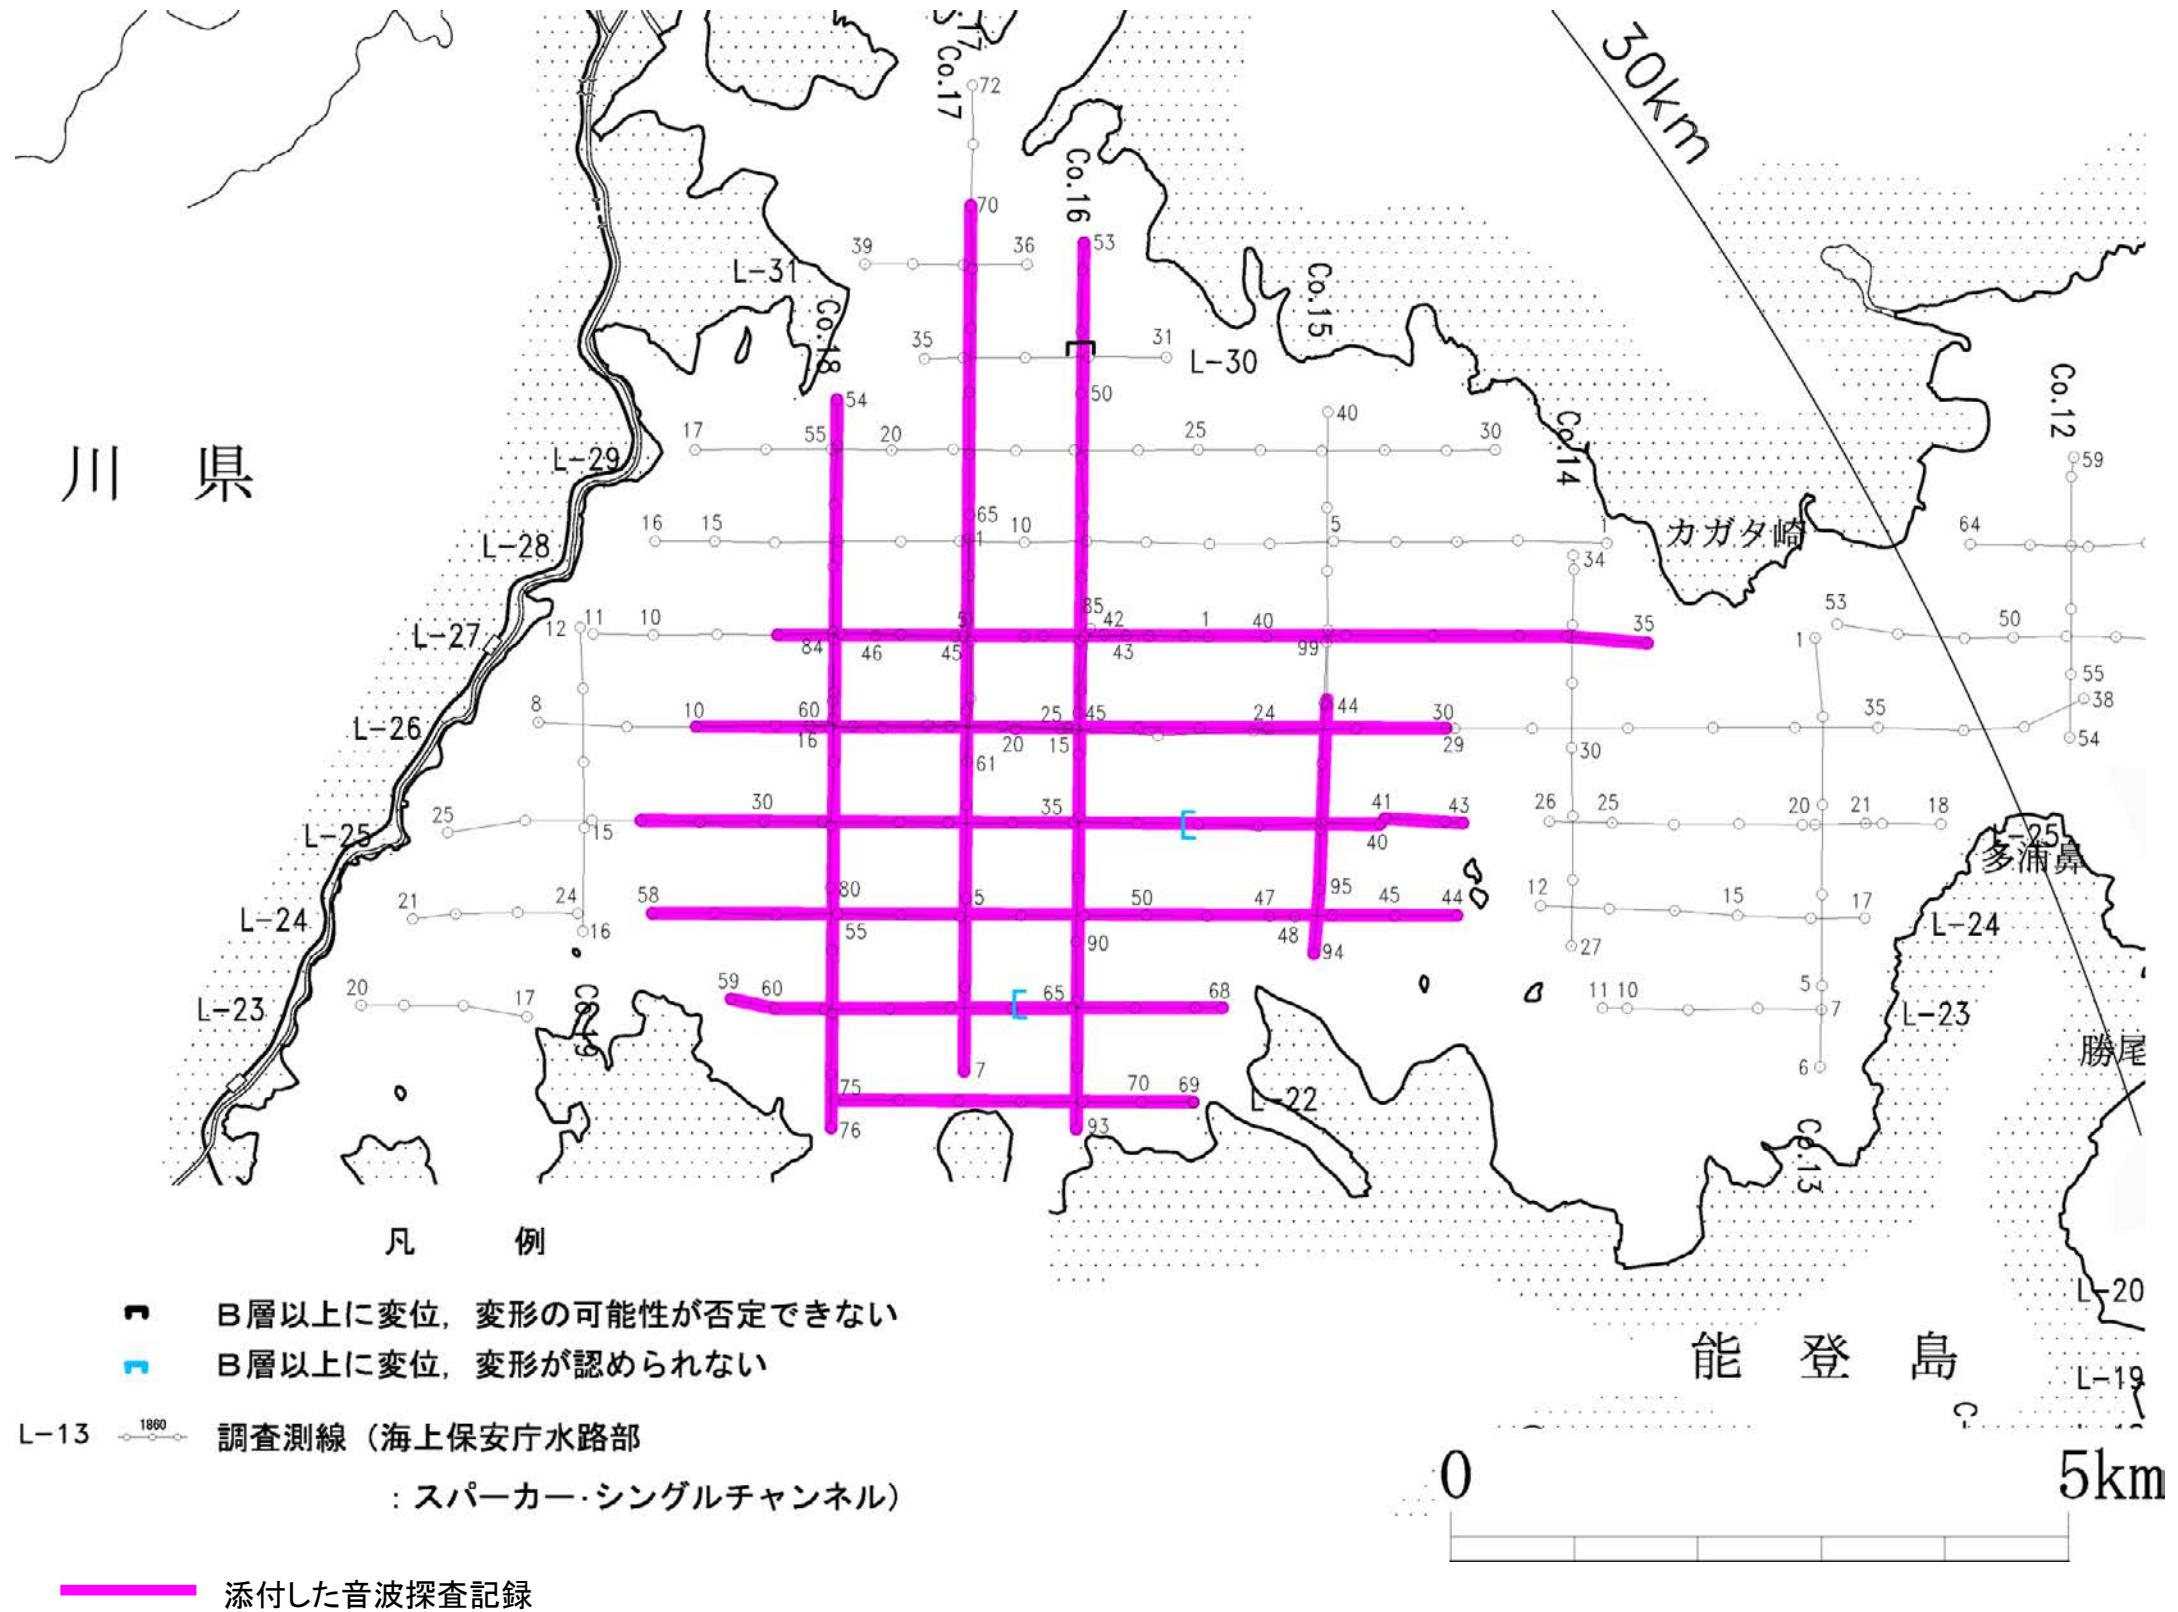 30km
Co.17
72
Co.16
70
53
39
36
L-31
Co.15
Co.18
35
31
L-30
50
Co.12
54
40
Co.14
川 県
17
55
20
25
30
L-29
59
16
15
65
1
10
5
1
カガタ崎
64
L-28
34
12
11
10
85
42
1
40
35
53
50
L-27
84
46
45
43
99
1
55
8
10
60
25
45
24
44
30
35
38
L-26
16
20
15
29
54
61
30
25
30
35
41
43
26
25
20
21
18
L-25
15
40
L-25
多浦鼻
80
95
12
15
17
21
24
58
5
50
47
45
44
L-24
16
55
90
48
94
27
L-24
20
17
59
60
65
68
11
10
5
7
L-23
Co.19
L-23
勝尾
7
6
75
70
69
L-22
76
93
Co.13
凡 例
B層以上に変位，変形の可能性が否定できない
B層以上に変位，変形が認められない
L-13
1860
調査測線（海上保安庁水路部
：スパーカー・シングルチャンネル）
添付した音波探査記録
L-20
能 登 島
L-19
0
5km